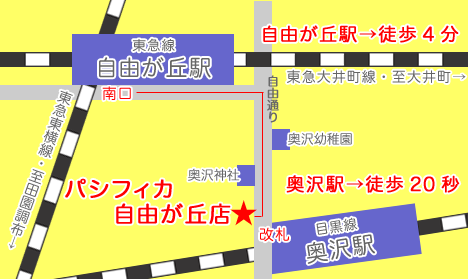 東急線
自由が丘駅
自由が丘駅→徒歩4分
東急大井町線・至大井町→
南口
自由通り
東急東横線・至田園調布→
奥沢幼稚園
奥沢神社
パシフィカ
自由が丘店★
奥沢駅→徒歩20秒
改札
目黒線
奥沢駅